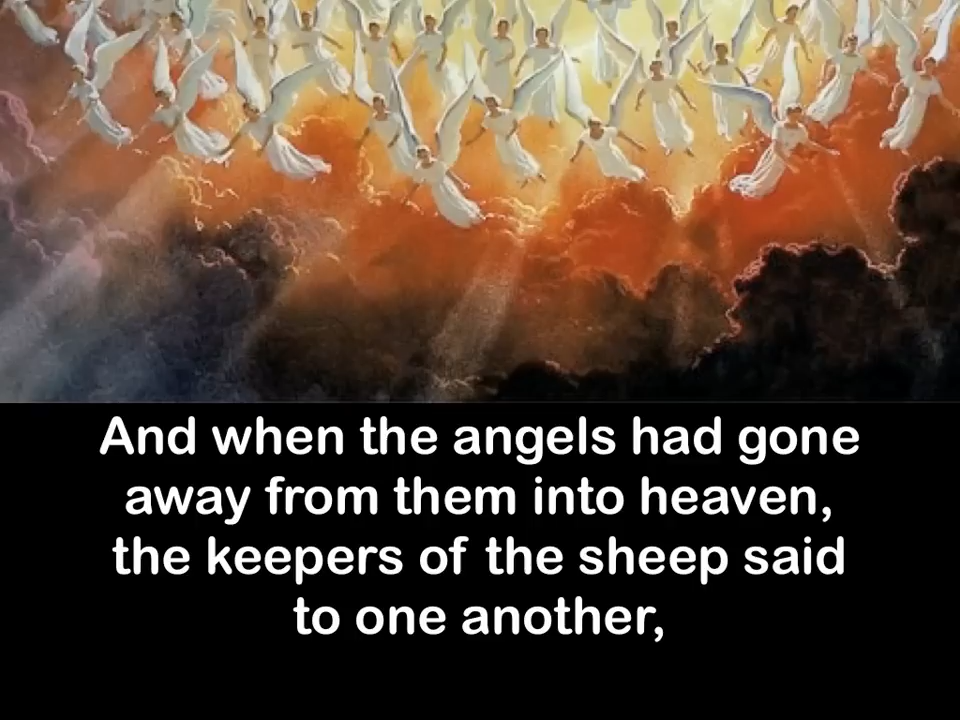 And when the angels had gone
away from them into heaven,
the keepers of the sheep said
to one another,